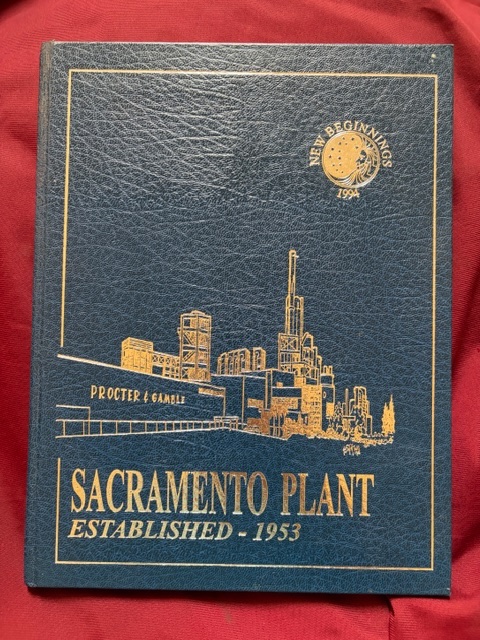 NEW BEGINNINGS
1994
PROCTER & GAMBLE
SACRAMENTO PLANT
ESTABLISHED - 1953